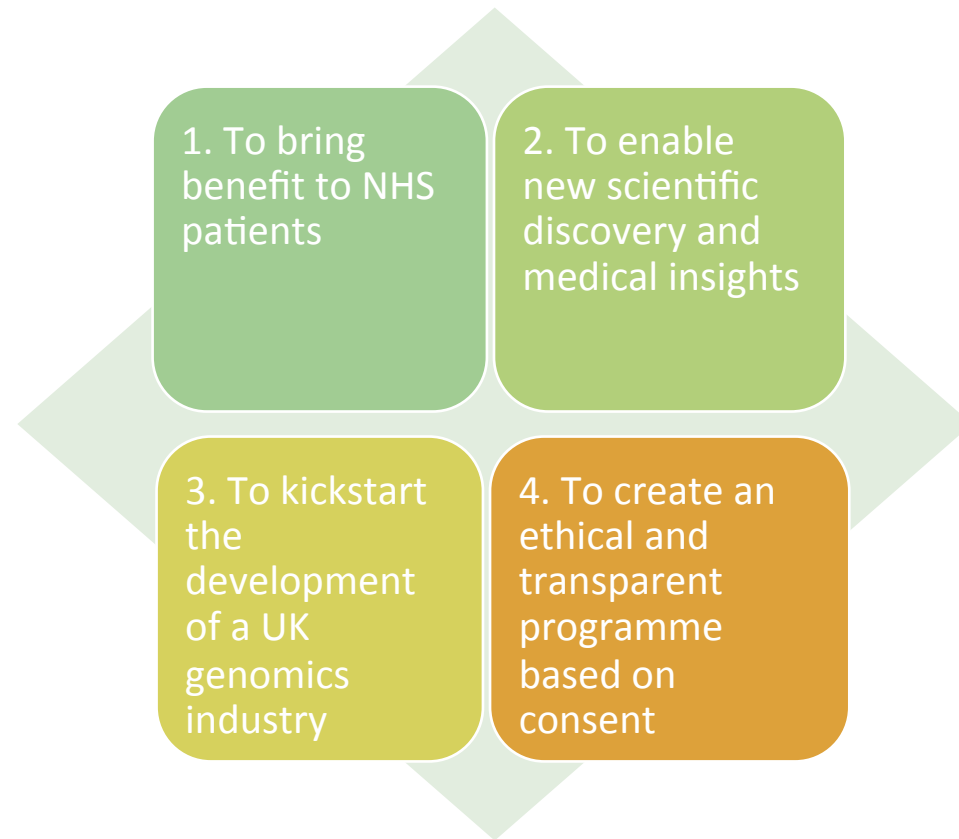 1. To bring
benefit to NHS
patients
2. To enable
new scientific
discovery and
medical insights
3. To kickstart
the
development
of a UK
genomics
industry
4. To create an
ethical and
transparent
programme
based on
consent